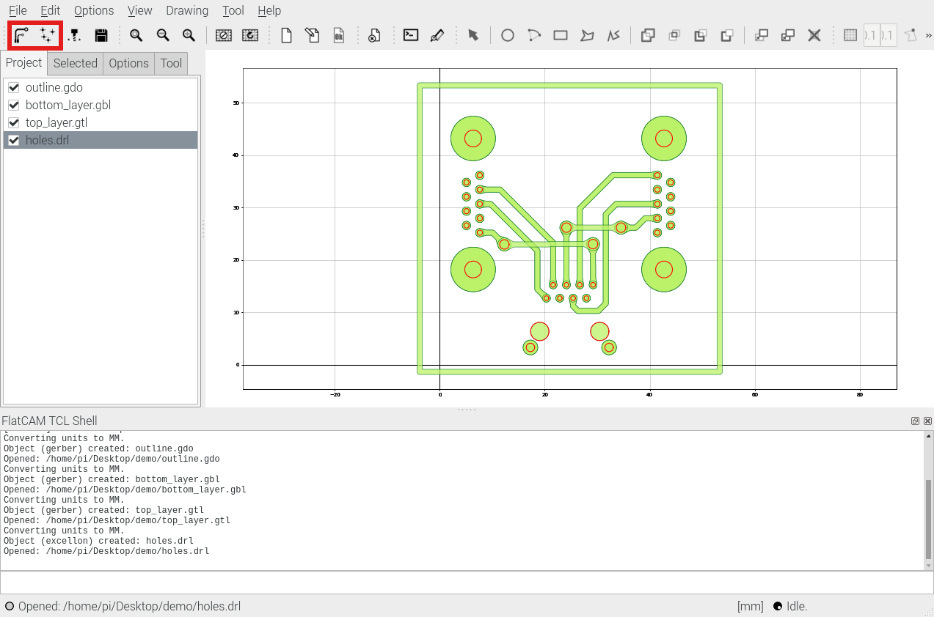 File Edit Options View Drawing Tool Help
Project Selected Options Tool
outline.gdo
bottom_layer.gbl
top_layer.gtl
holes.drl
50
40
30
20
10
0
−20 0 20 40 60 80
FlatCAM TCL Shell
Converting units to MM.
Object (gerber) created: outline.gdo
Opened: /home/pi/Desktop/demo/outline.gdo
Converting units to MM.
Object (gerber) created: bottom_layer.gbl
Opened: /home/pi/Desktop/demo/bottom_layer.gbl
Converting units to MM.
Object (gerber) created: top_layer.gtl
Opened: /home/pi/Desktop/demo/top_layer.gtl
Converting units to MM.
Object (excellon) created: holes.drl
Opened: /home/pi/Desktop/demo/holes.drl
Opened: /home/pi/Desktop/demo/holes.drl [mm] Idle.